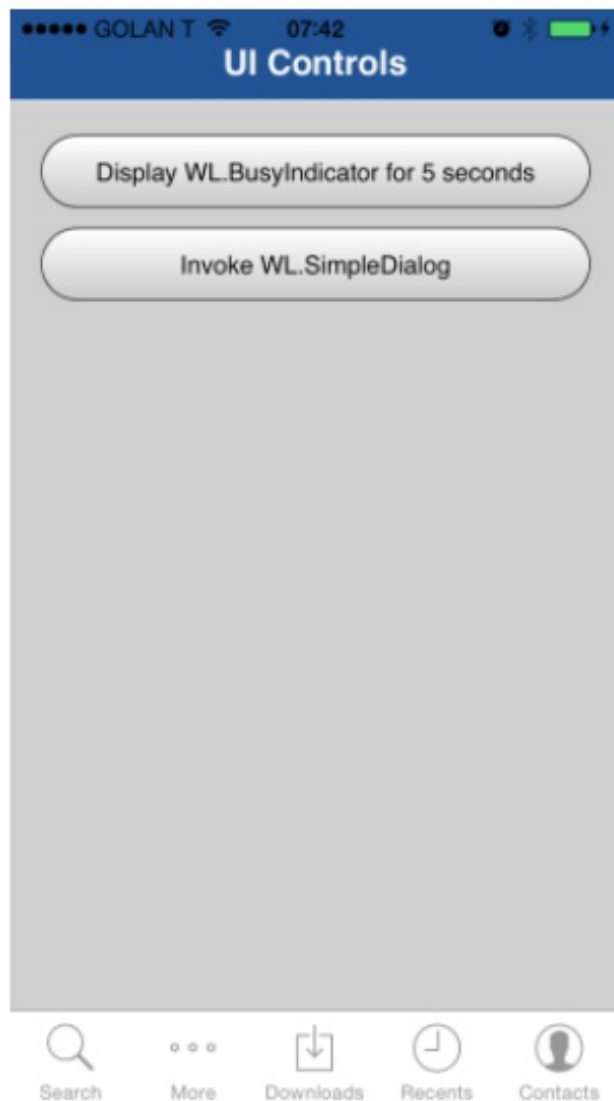 GOLAN T 07:42
UI Controls
Display WL.BusyIndicator for 5 seconds
Invoke WL.SimpleDialog
Search More Downloads Recents Contacts